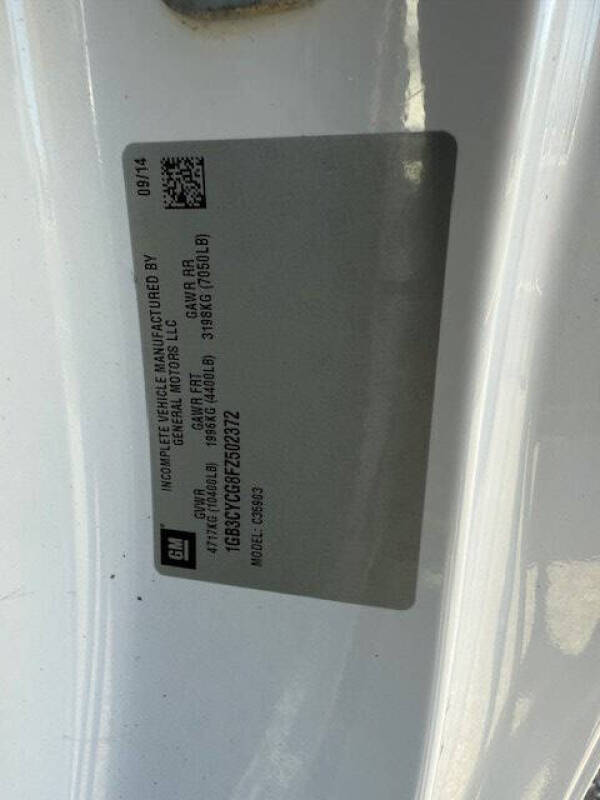 GM
INCOMPLETE VEHICLE MANUFACTURED BY
GENERAL MOTORS LLC
09/14
GVWR GAWR FRT GAWR RR
4717KG (10400LB) 1996KG (4400LB) 3198KG (7050LB)
1GB3CYCG8FZ502372
MODEL: C35903